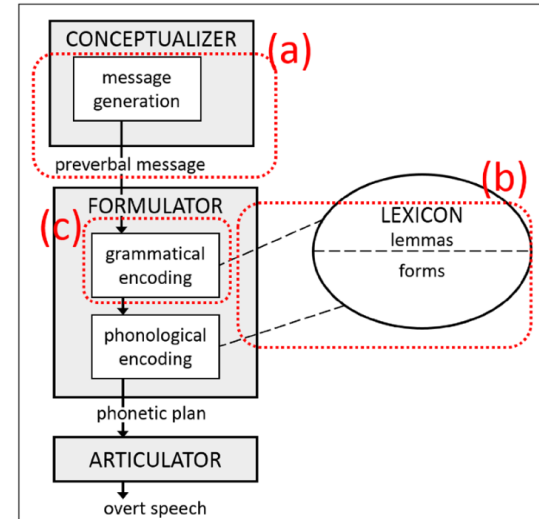 CONCEPTUALIZER
(a)
message
generation
preverbal message
(b)
FORMULATOR
LEXICON
(c)
lemmas
grammatical
encoding
forms
phonological
encoding
phonetic plan
ARTICULATOR
overt speech